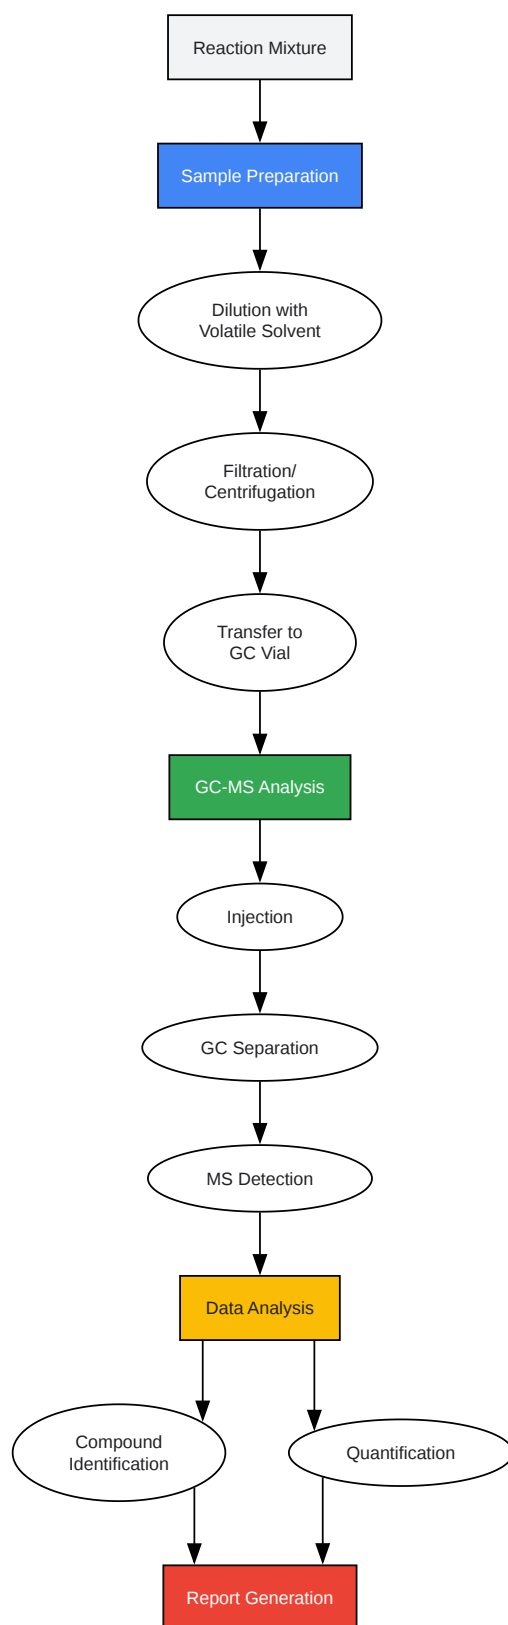 Reaction Mixture
Sample Preparation
Dilution with
Volatile Solvent
Filtration/
Centrifugation
Transfer to
GC Vial
GC-MS Analysis
Injection
GC Separation
MS Detection
Data Analysis
Compound
Identification
Quantification
Report Generation